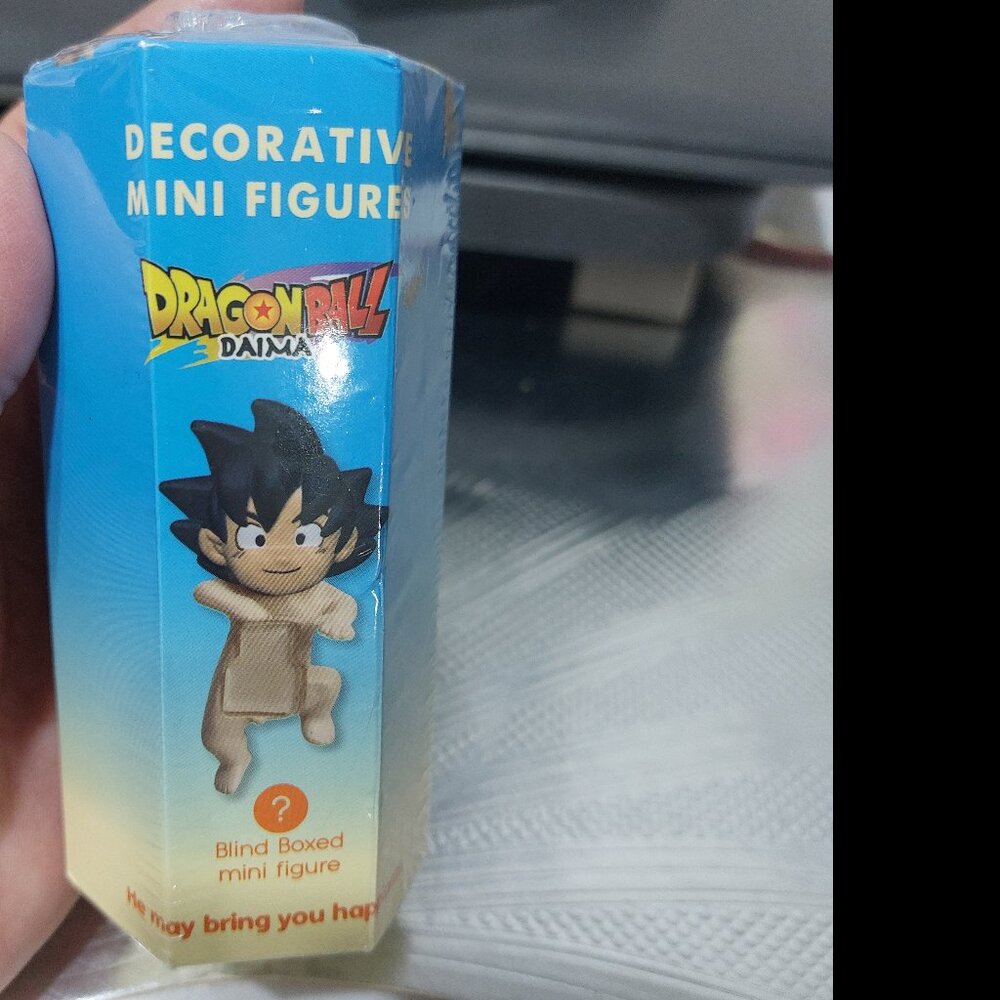 DECORATIVE
MINI FIGURES
DRAGON BALL
DAIMA
?
Blind Boxed
mini figure
He may bring you